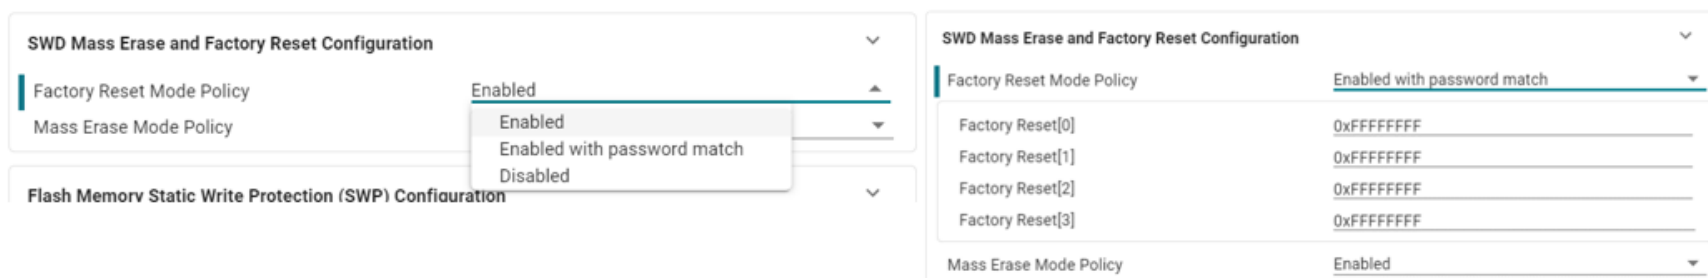 SWD Mass Erase and Factory Reset Configuration
Factory Reset Mode Policy Enabled
Mass Erase Mode Policy
Enabled
Enabled with password match
Disabled
Flash Memory Static Write Protection (SWP) Configuration
SWD Mass Erase and Factory Reset Configuration
Factory Reset Mode Policy Enabled with password match
Factory Reset[0] 0xFFFFFFFF
Factory Reset[1] 0xFFFFFFFF
Factory Reset[2] 0xFFFFFFFF
Factory Reset[3] 0xFFFFFFFF
Mass Erase Mode Policy Enabled